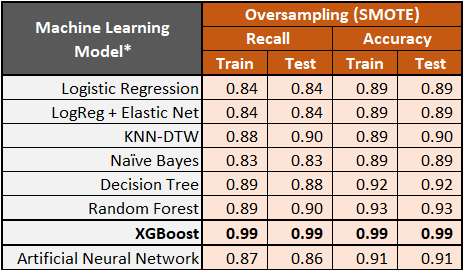 Machine Learning Model* Oversampling (SMOTE)
Recall Accuracy
Train Test Train Test
Logistic Regression 0.84 0.84 0.89 0.89
LogReg + Elastic Net 0.84 0.84 0.89 0.89
KNN-DTW 0.88 0.90 0.89 0.90
Naïve Bayes 0.83 0.83 0.89 0.89
Decision Tree 0.89 0.88 0.92 0.92
Random Forest 0.89 0.90 0.93 0.93
XGBoost 0.99 0.99 0.99 0.99
Artificial Neural Network 0.87 0.86 0.91 0.91